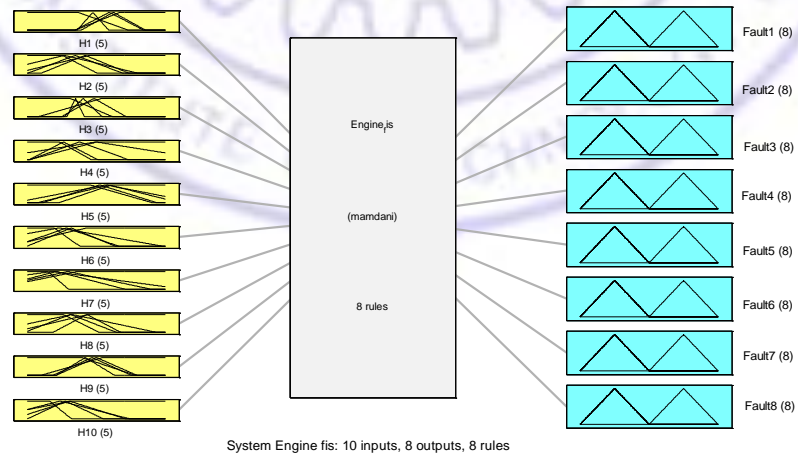 H1 (5)
H2 (5)
H3 (5)
H4 (5)
H5 (5)
H6 (5)
H7 (5)
H8 (5)
H9 (5)
H10 (5)
Engine_fis
(mamdani)
8 rules
Fault1 (8)
Fault2 (8)
Fault3 (8)
Fault4 (8)
Fault5 (8)
Fault6 (8)
Fault7 (8)
Fault8 (8)
System Engine fis: 10 inputs, 8 outputs, 8 rules